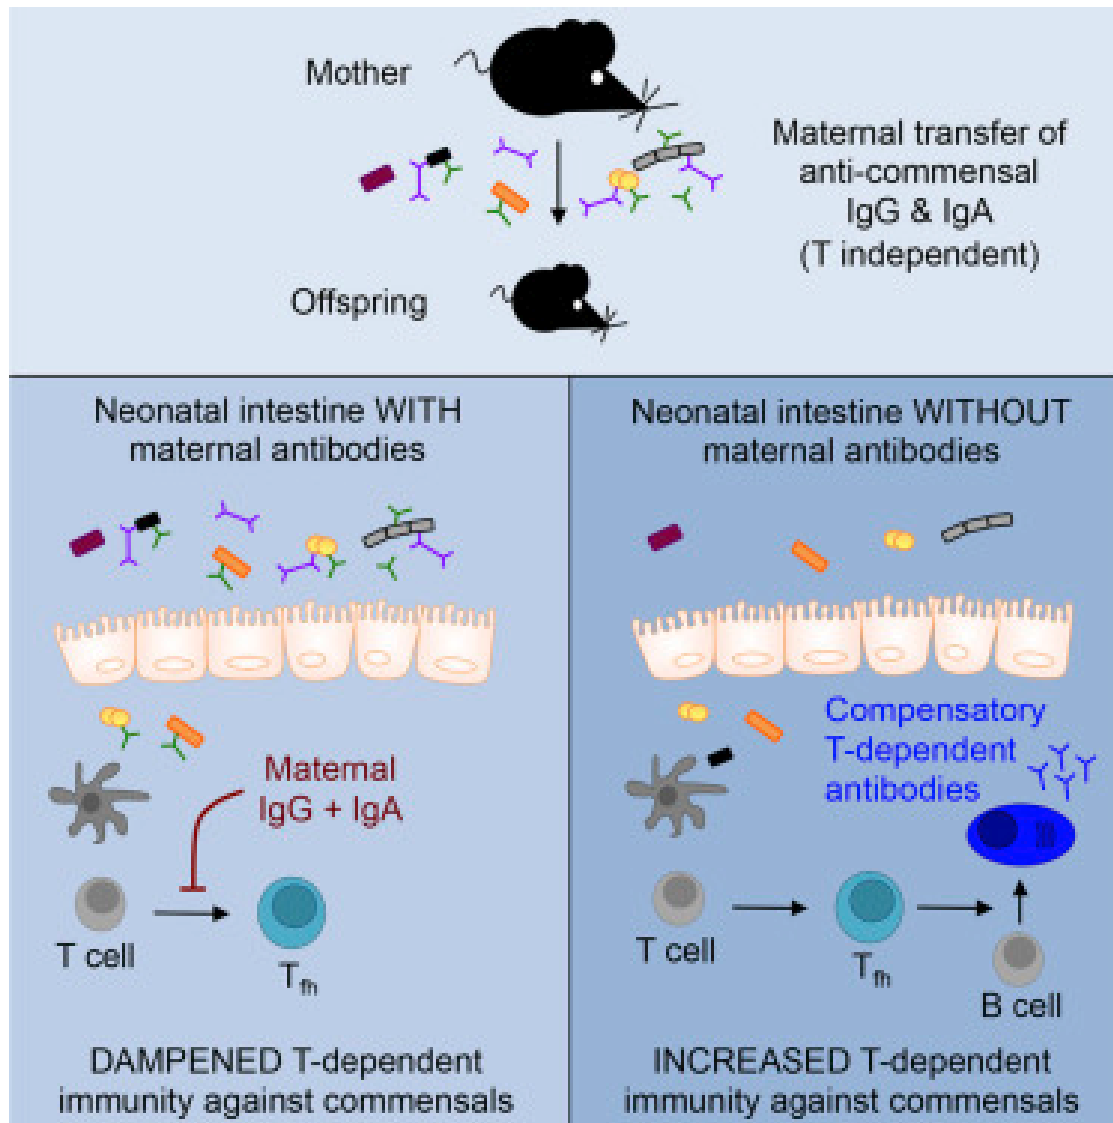 Mother
Maternal transfer of
anti-commensal
IgG & IgA
(T independent)
Offspring
Neonatal intestine WITH
maternal antibodies
Maternal
IgG + IgA
T cell
Tfh
DAMPENED T-dependent
immunity against commensals
Neonatal intestine WITHOUT
maternal antibodies
Compensatory
T-dependent
antibodies
T cell
Tfh
B cell
INCREASED T-dependent
immunity against commensals